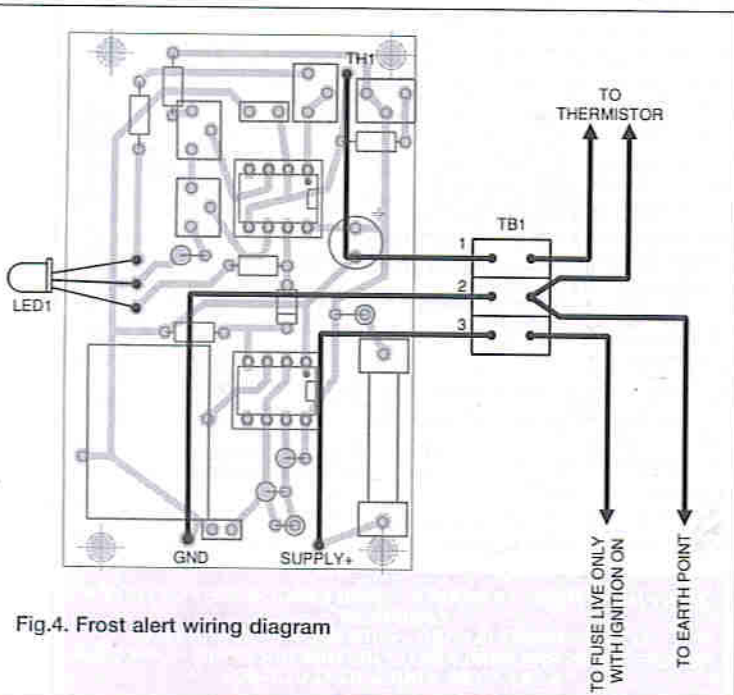 TH1
TO
THERMISTOR
TB1
1
2
3
LED1
GND
SUPPLY+
TO FUSE LIVE ONLY
WITH IGNITION ON
TO EARTH POINT
Fig.4. Frost alert wiring diagram